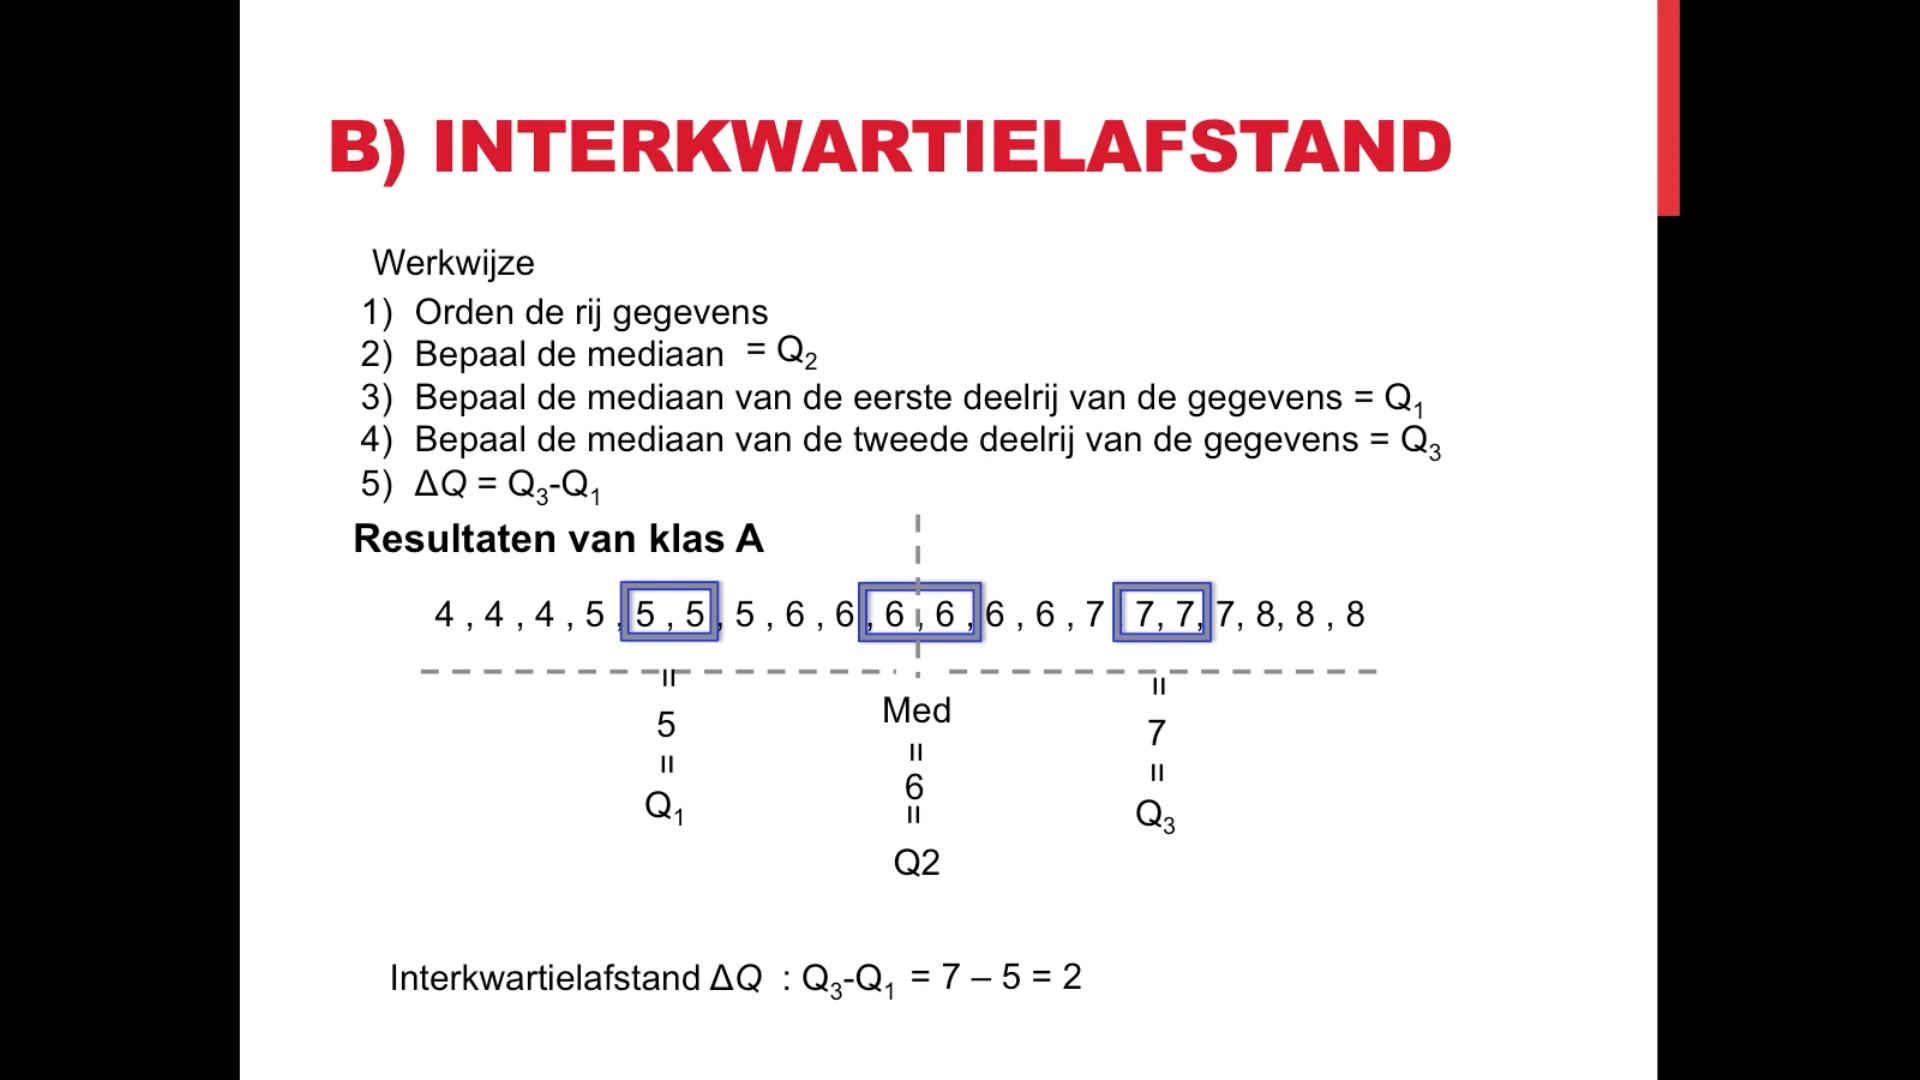 B) INTERKWARTIELAFSTAND
Werkwijze
1) Orden de rij gegevens
2) Bepaal de mediaan = Q₂
3) Bepaal de mediaan van de eerste deelrij van de gegevens = Q₁
4) Bepaal de mediaan van de tweede deelrij van de gegevens = Q₃
5) ΔQ = Q₃-Q₁
Resultaten van klas A
4 , 4 , 4 , 5 , 5 , 5 , 5 , 6 , 6 , 6 , 6 , 6 , 6 , 7 7, 7, 7, 8, 8 , 8
= = 
5 Med 7
= = =
Q₁ 6 Q₃
=
Q2
Interkwartielafstand ΔQ : Q₃-Q₁ = 7 – 5 = 2